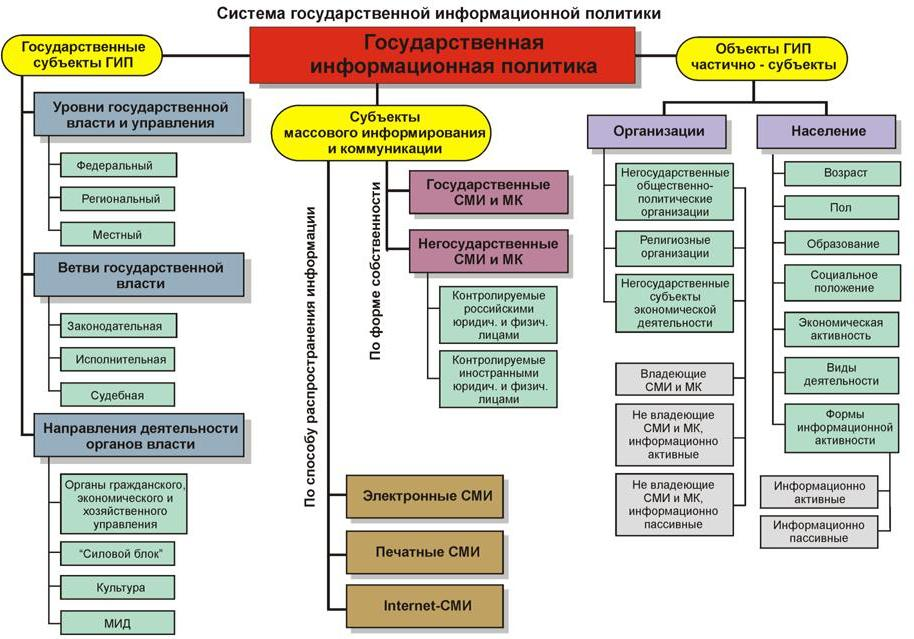 Система государственной информационной политики
Государственная
информационная политика
Государственные
субъекты ГИП
Уровни государственной
власти и управления
Федеральный
Региональный
Местный
Ветви государственной
власти
Законодательная
Исполнительная
Судебная
Направления деятельности
органов власти
Органы гражданского,
экономического и
хозяйственного
управления
"Силовой блок"
Культура
МИД
Субъекты
массового информирования
и коммуникации
По способу распространения информации
По форме собственности
Государственные
СМИ и МК
Негосударственные
СМИ и МК
Контролируемые
российскими
юридич. и физич.
лицами
Контролируемые
иностранными
юридич. и физич.
лицами
Электронные СМИ
Печатные СМИ
Internet-СМИ
Объекты ГИП
частично - субъекты
Организации
Негосударственные
общественно-
политические
организации
Религиозные
организации
Негосударственные
субъекты
экономической
деятельности
Владеющие
СМИ и МК
Не владеющие
СМИ и МК,
информационно
активные
Не владеющие
СМИ и МК,
информационно
пассивные
Население
Возраст
Пол
Образование
Социальное
положение
Экономическая
активность
Виды
деятельности
Формы
информационной
активности
Информационно
активные
Информационно
пассивные